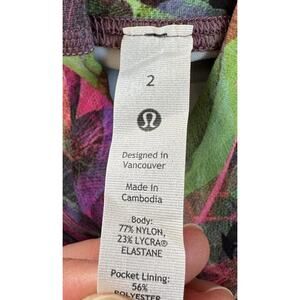 2
Designed in
Vancouver
Made in
Cambodia
Body:
77% NYLON,
23% LYCRA®
ELASTANE
Pocket Lining:
56%
POLYESTER